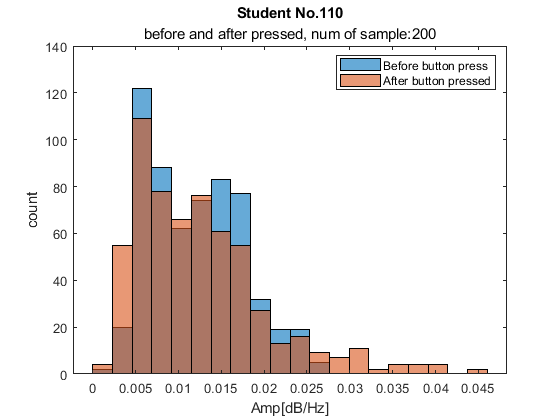 Student No.110
before and after pressed, num of sample:200
Before button press
After button pressed
140
120
100
80
60
40
20
0
count
0 0.005 0.01 0.015 0.02 0.025 0.03 0.035 0.04 0.045
Amp[dB/Hz]